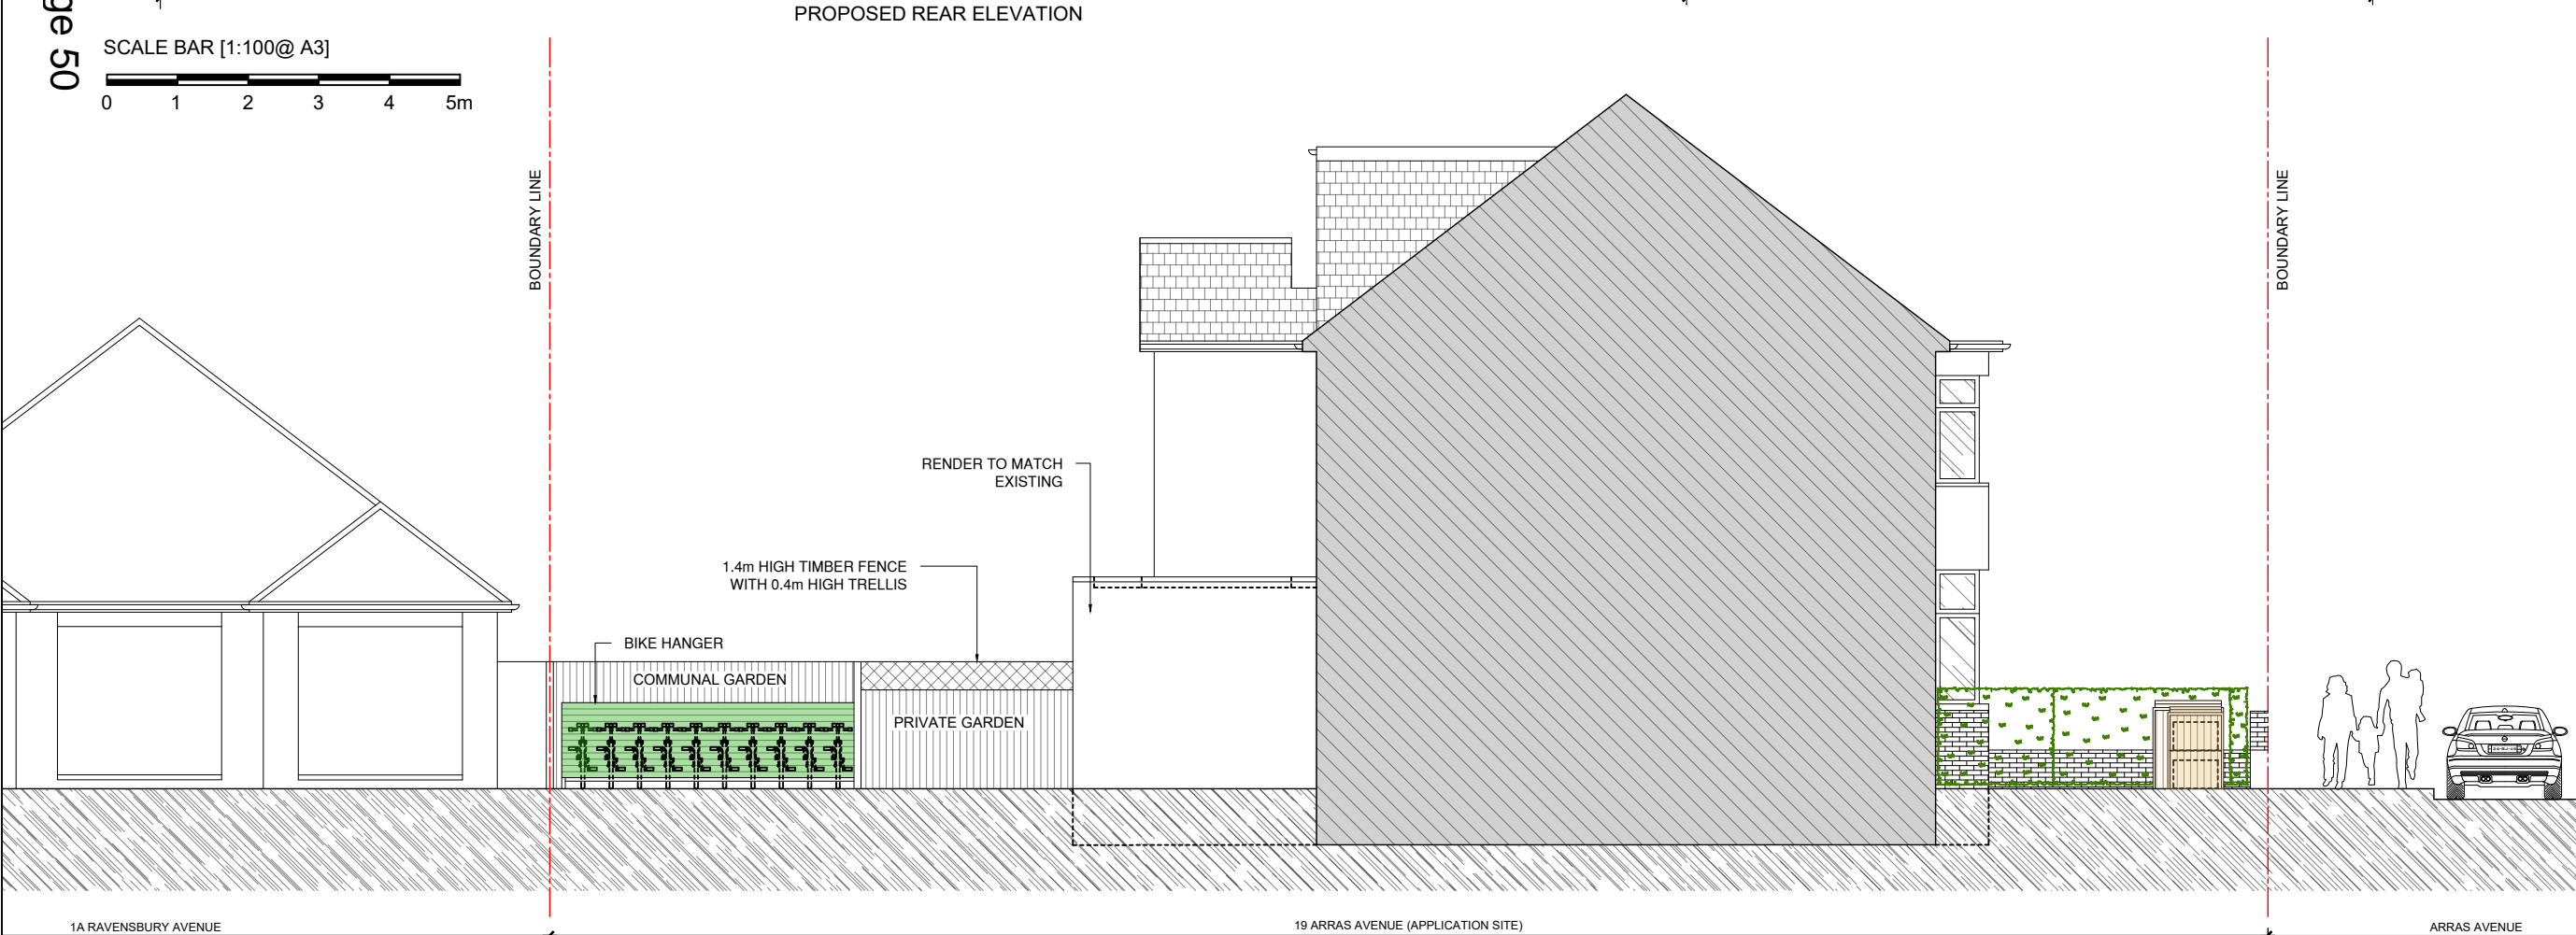 ge 50
PROPOSED REAR ELEVATION
SCALE BAR [1:100@ A3]
0 1 2 3 4 5m
BOUNDARY LINE
BOUNDARY LINE
RENDER TO MATCH
EXISTING
1.4m HIGH TIMBER FENCE
WITH 0.4m HIGH TRELLIS
BIKE HANGER
COMMUNAL GARDEN
PRIVATE GARDEN
1A RAVENSBURY AVENUE
19 ARRAS AVENUE (APPLICATION SITE)
ARRAS AVENUE